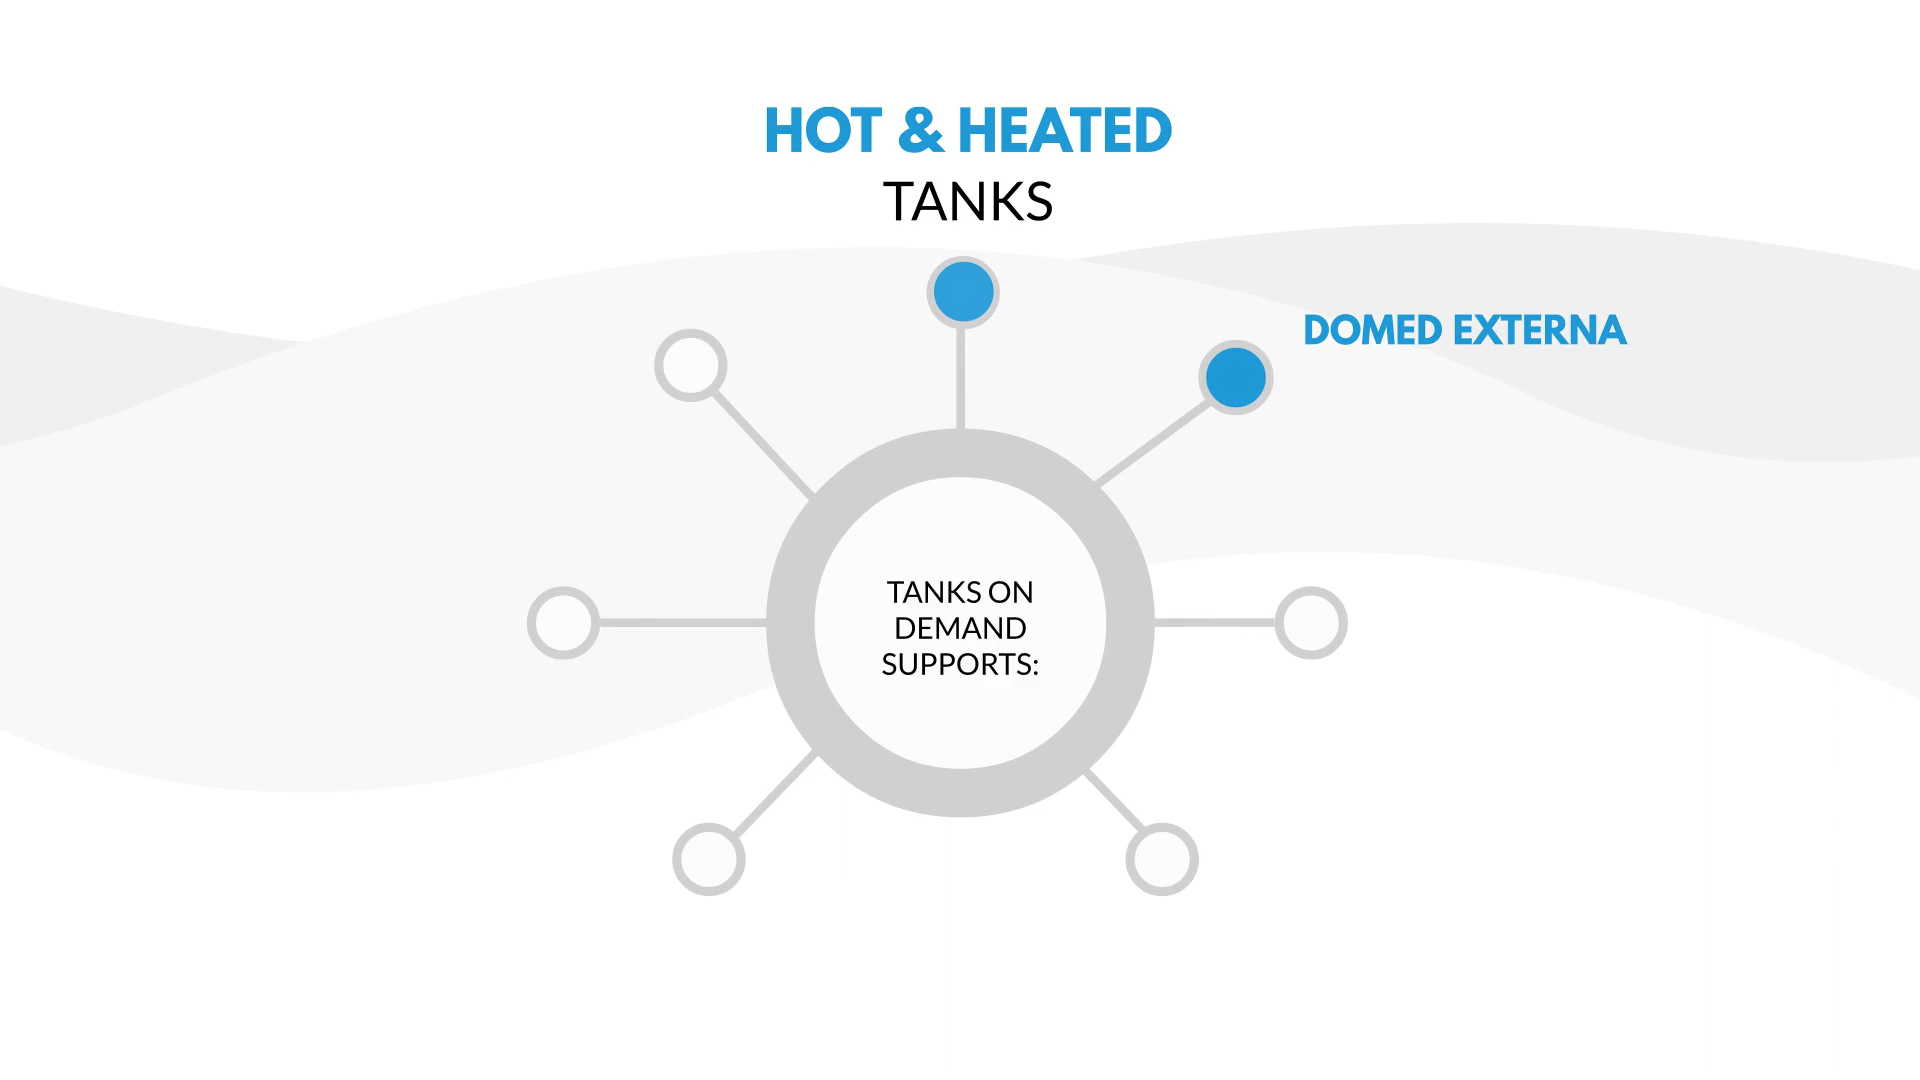 HOT & HEATED
TANKS
DOMED EXTERNA
TANKS ON
DEMAND
SUPPORTS: